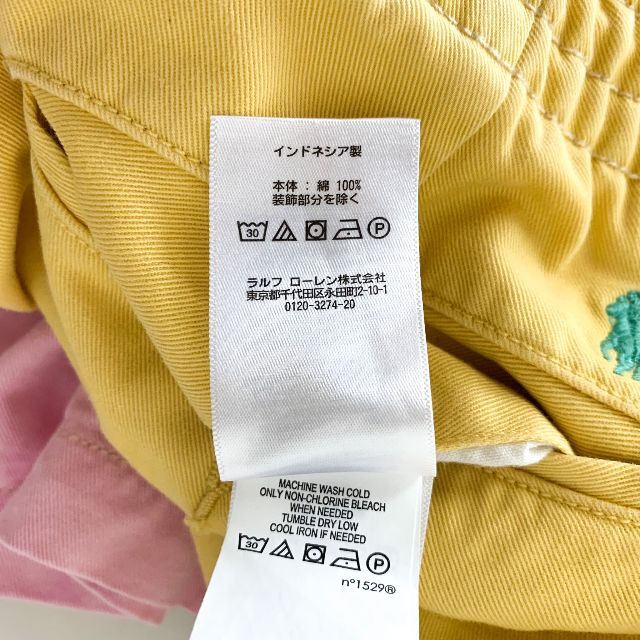 インドネシア製
本体 : 綿 100%
装飾部分を除く
30 P
ラルフ ローレン株式会社
東京都千代田区永田町2-10-1
0120-3274-20
MACHINE WASH COLD
ONLY NON-CHLORINE BLEACH
WHEN NEEDED
TUMBLE DRY LOW
COOL IRON IF NEEDED
30 P
n°1529®